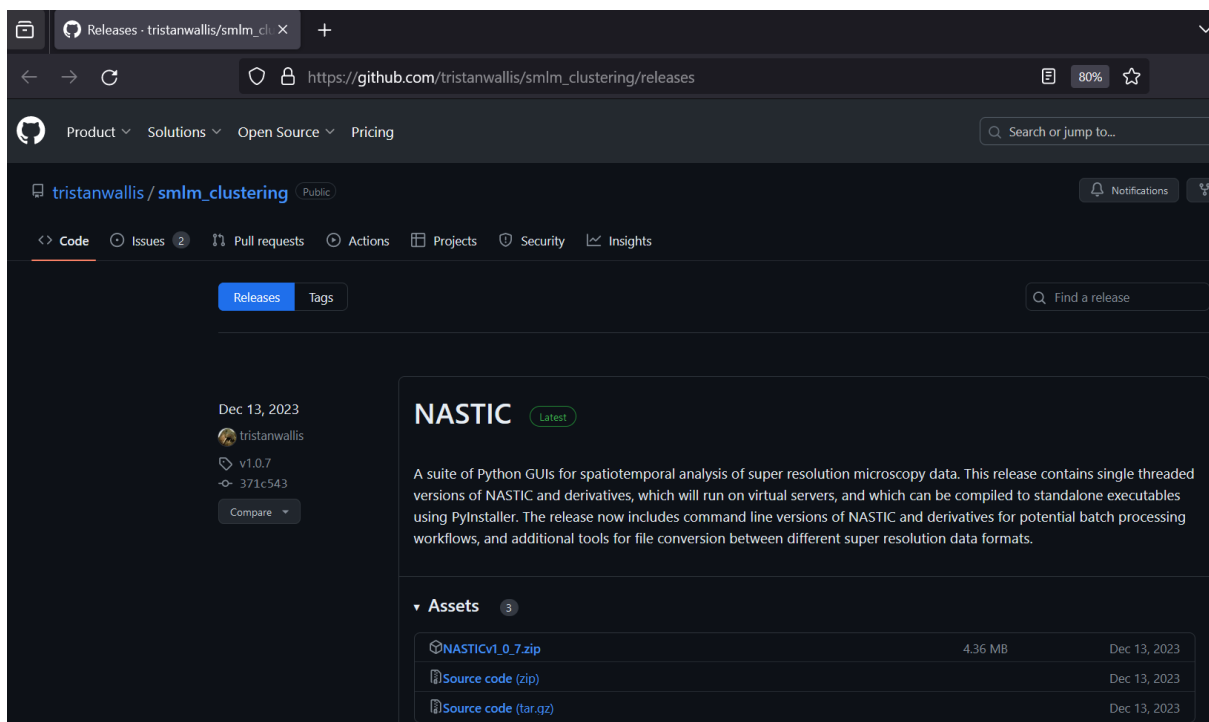 Releases · tristanwallis/smlm_clu
https://github.com/tristanwallis/smlm_clustering/releases
80%
Product
Solutions
Open Source
Pricing
Search or jump to...
tristanwallis / smlm_clustering
Public
Notifications
Code
Issues 2
Pull requests
Actions
Projects
Security
Insights
Releases
Tags
Find a release
Dec 13, 2023
tristanwallis
v1.0.7
371c543
Compare
NASTIC
Latest
A suite of Python GUIs for spatiotemporal analysis of super resolution microscopy data. This release contains single threaded
versions of NASTIC and derivatives, which will run on virtual servers, and which can be compiled to standalone executables
using PyInstaller. The release now includes command line versions of NASTIC and derivatives for potential batch processing
workflows, and additional tools for file conversion between different super resolution data formats.
Assets 3
NASTICv1_0_7.zip 4.36 MB Dec 13, 2023
Source code (zip) Dec 13, 2023
Source code (tar.gz) Dec 13, 2023